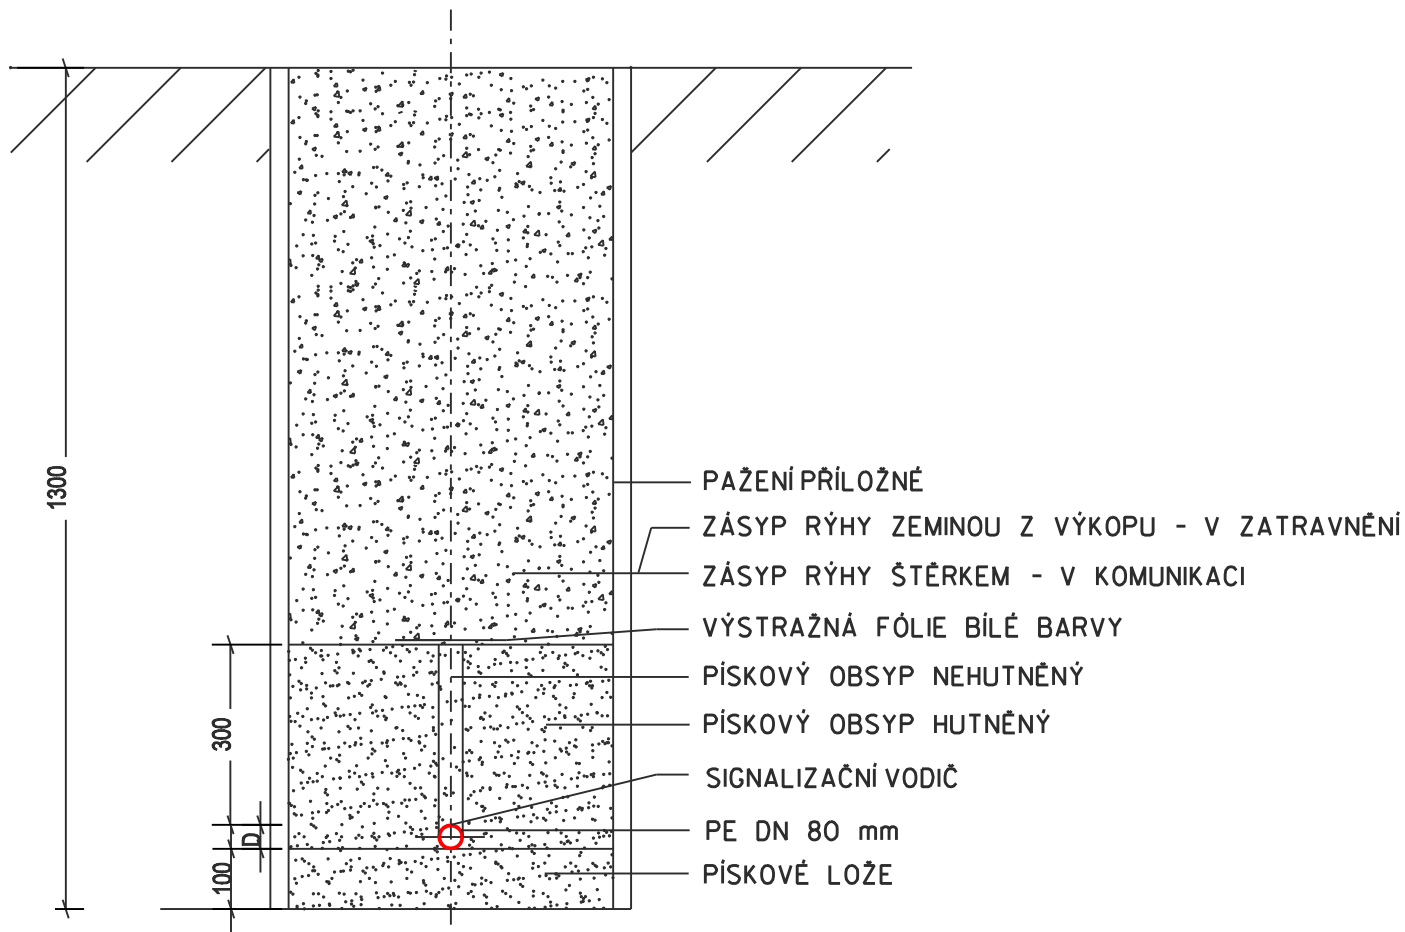 1300
300
D
100
PAŽENÍ PŘÍLOŽNÉ
ZÁSYP RÝHY ZEMINOU Z VÝKOPU - V ZATRAVNĚNÍ
ZÁSYP RÝHY ŠTĚRKEM - V KOMUNIKACI
VÝSTRAŽNÁ FÓLIE BÍLÉ BARVY
PÍSKOVÝ OBSYP NEHUTNĚNÝ
PÍSKOVÝ OBSYP HUTNĚNÝ
SIGNALIZAČNÍ VODIČ
PE DN 80 mm
PÍSKOVÉ LOŽE